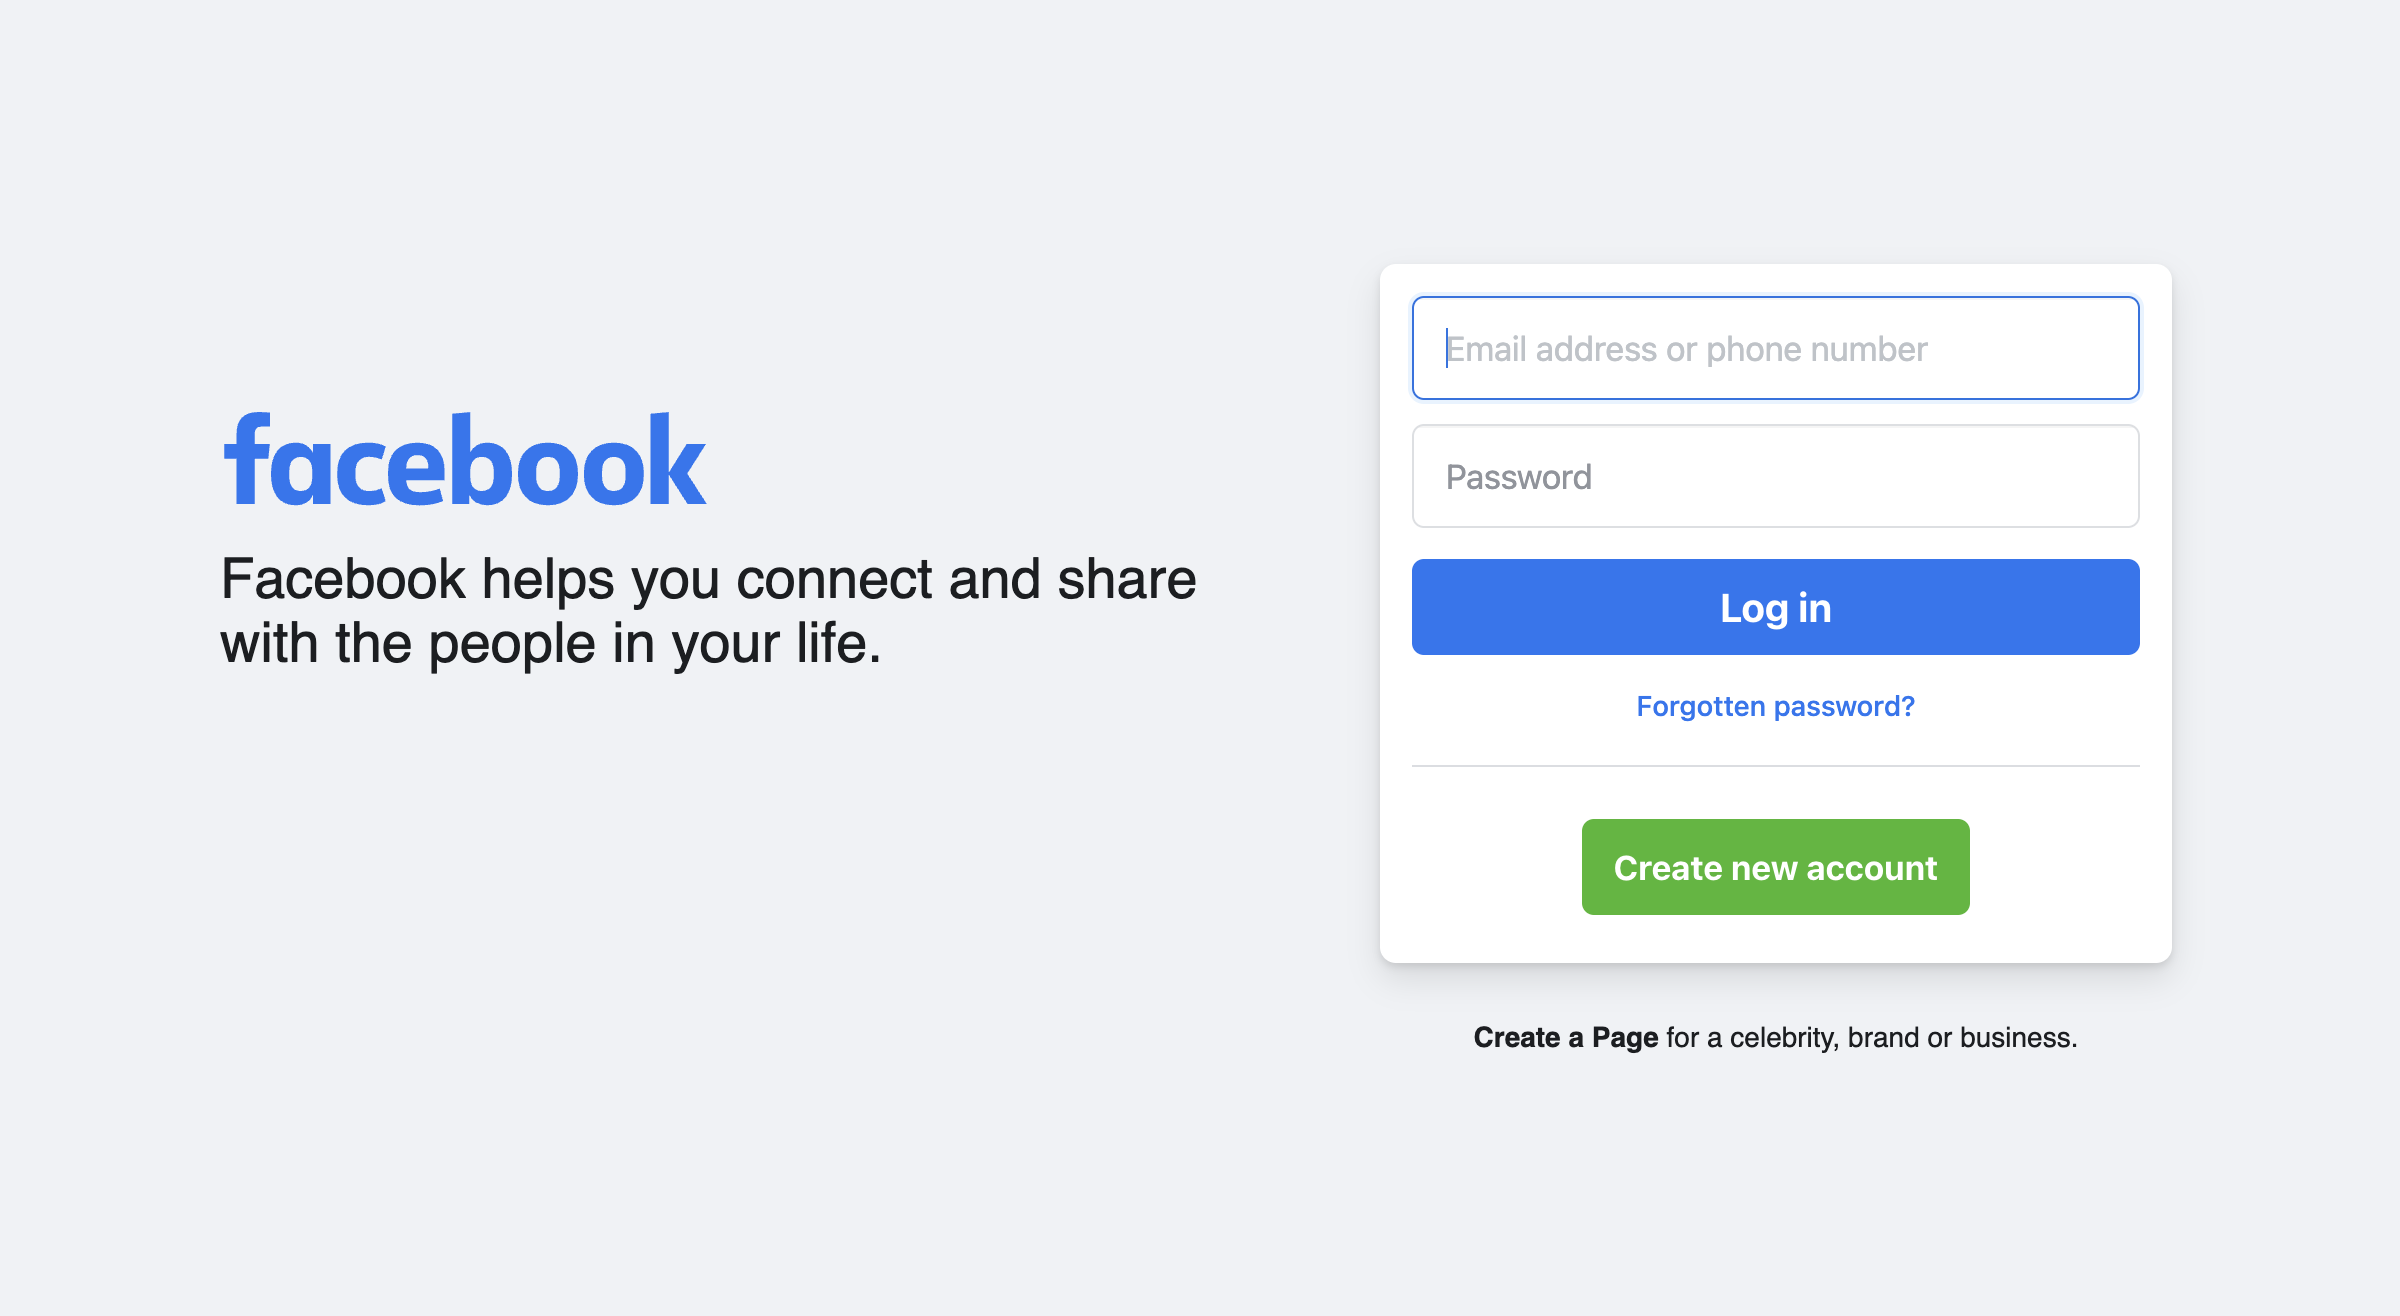 facebook
Facebook helps you connect and share
with the people in your life.
Email address or phone number
Password
Log in
Forgotten password?
Create new account
Create a Page for a celebrity, brand or business.